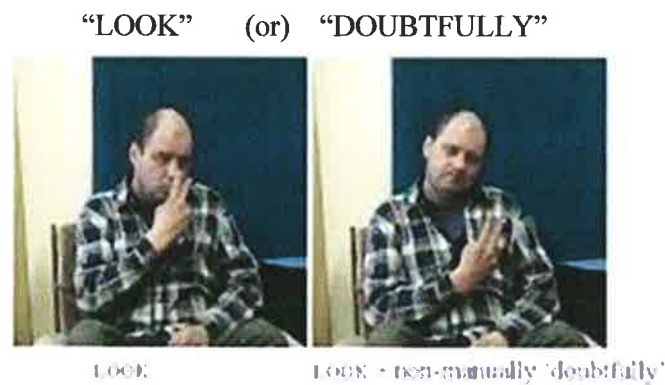 “LOOK” (or) “DOUBTFULLY”
LOOK LOOK + non-manually ‘doubtfully’